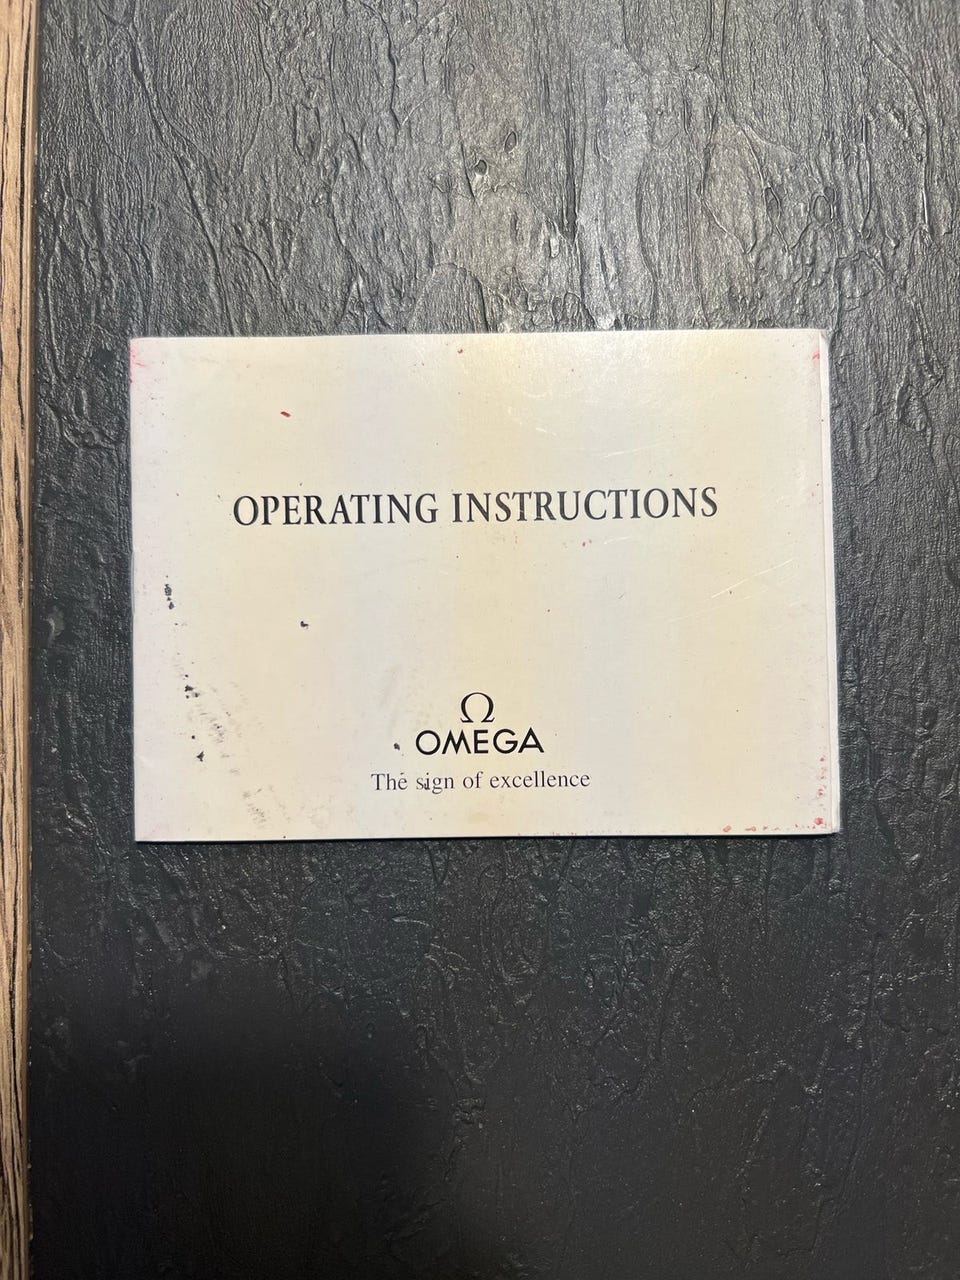 OPERATING INSTRUCTIONS
Ω
OMEGA
The sign of excellence